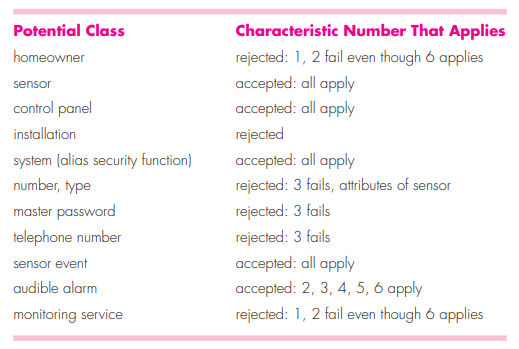 Potential Class Characteristic Number That Applies
homeowner rejected: 1, 2 fail even though 6 applies
sensor accepted: all apply
control panel accepted: all apply
installation rejected
system (alias security function) accepted: all apply
number, type rejected: 3 fails, attributes of sensor
master password rejected: 3 fails
telephone number rejected: 3 fails
sensor event accepted: all apply
audible alarm accepted: 2, 3, 4, 5, 6 apply
monitoring service rejected: 1, 2 fail even though 6 applies